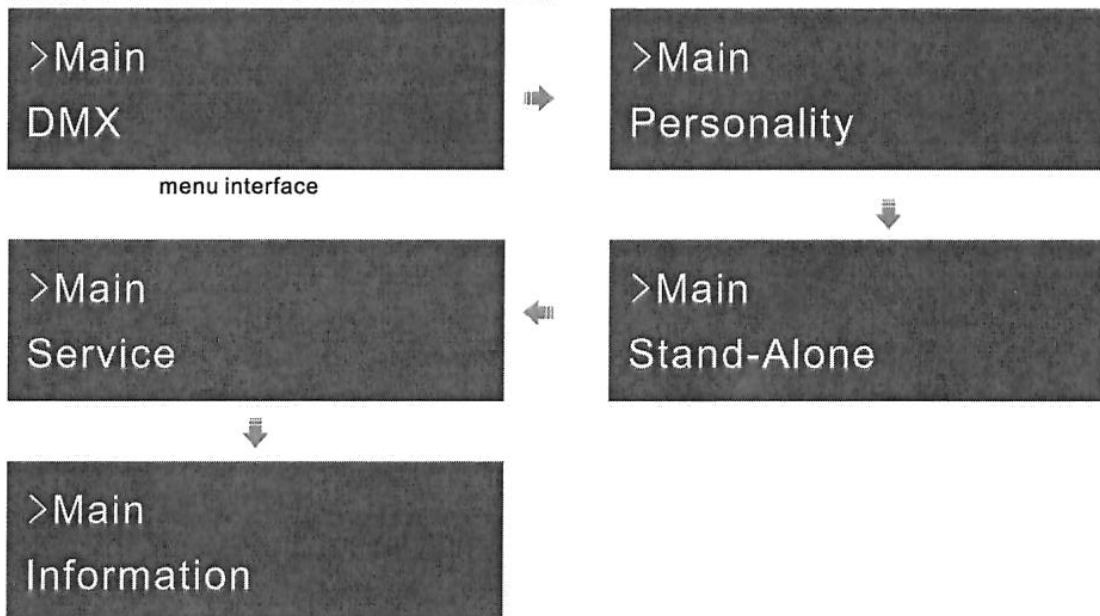 >Main
DMX
menu interface
>Main
Personality
>Main
Stand-Alone
>Main
Service
>Main
Information